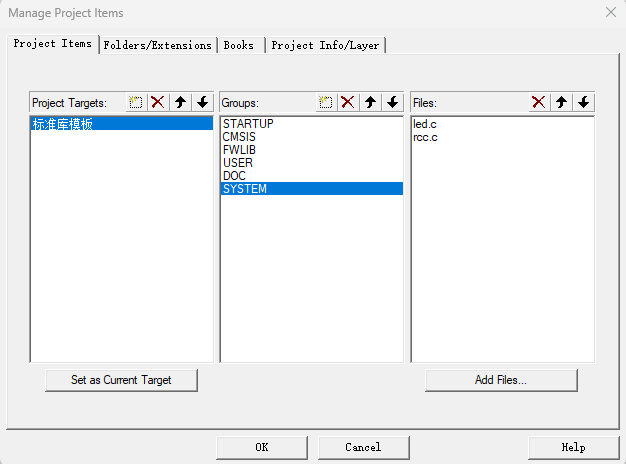 Manage Project Items
Project Items Folders/Extensions Books Project Info/Layer
Project Targets: Groups: Files:
标准库模板
STARTUP
CMSIS
FWLIB
USER
DOC
SYSTEM
led.c
rcc.c
Set as Current Target Add Files...
OK Cancel Help